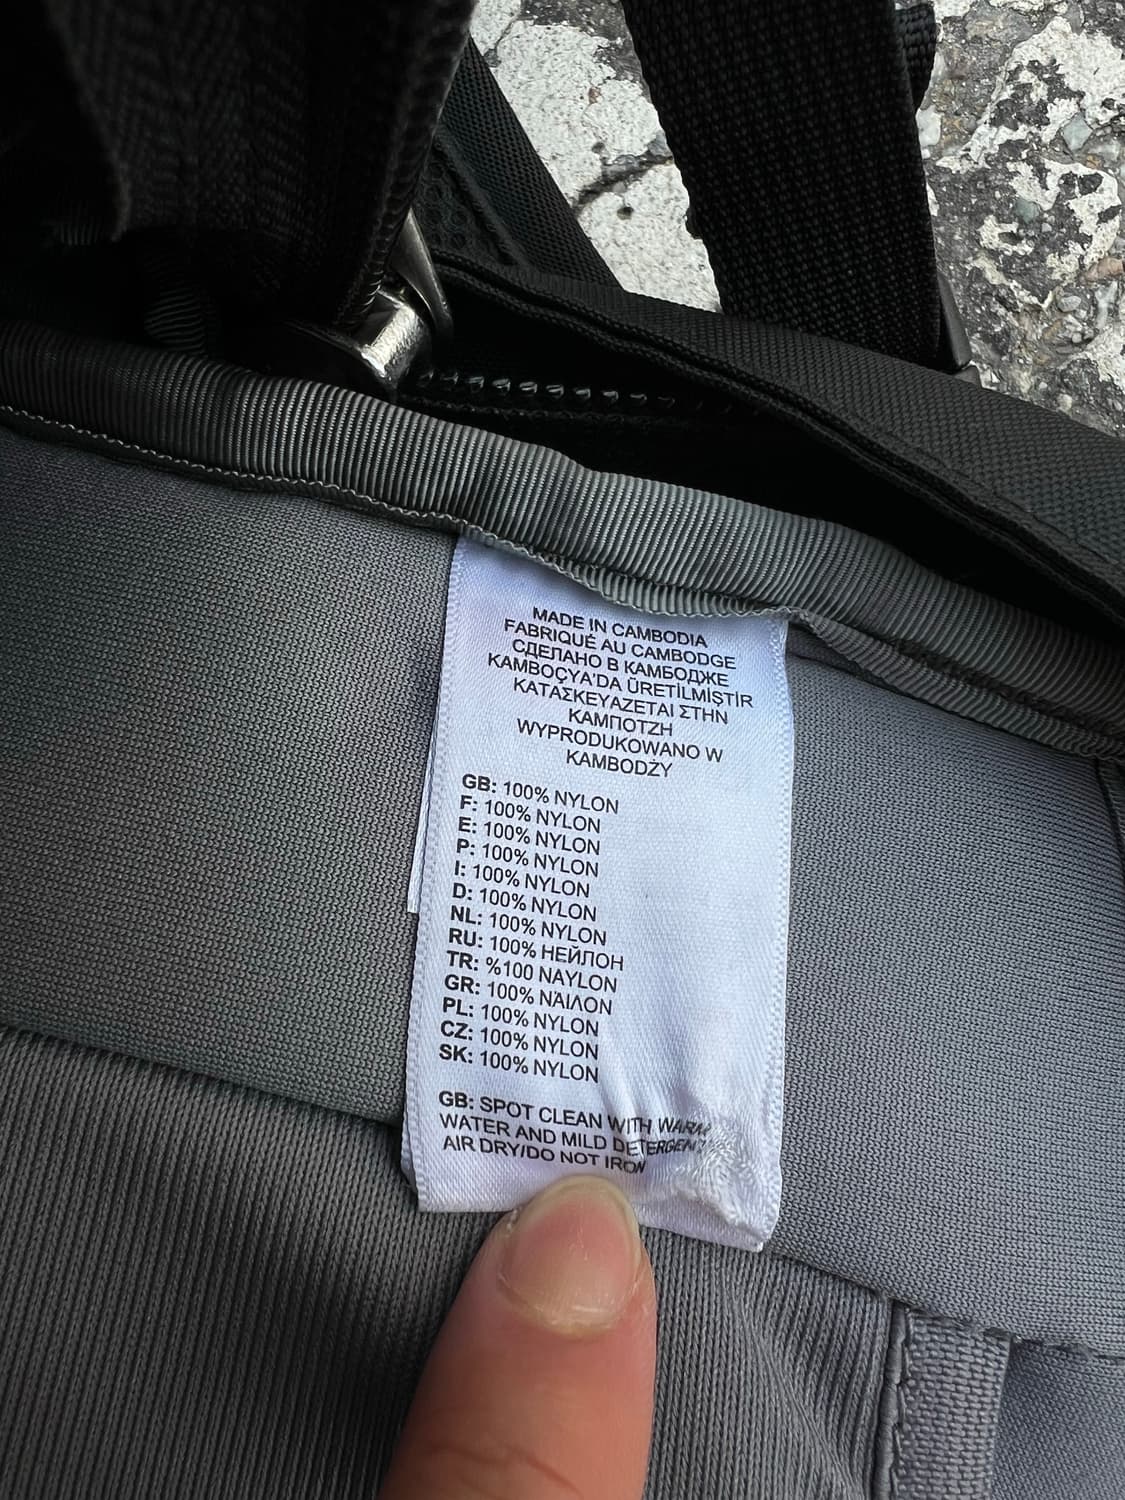 MADE IN CAMBODIA
FABRIQUÉ AU CAMBODGE
СДЕЛАНО В КАМБОДЖЕ
KAMBOÇYA'DA ÜRETİLMİŞTİR
ΚΑΤΑΣΚΕΥΑΖΕΤΑΙ ΣΤΗΝ
ΚΑΜΠΟΤΖΗ
WYPRODUKOWANO W
KAMBODŻY
GB: 100% NYLON
F: 100% NYLON
E: 100% NYLON
P: 100% NYLON
I: 100% NYLON
D: 100% NYLON
NL: 100% NYLON
RU: 100% НЕЙЛОН
TR: %100 NAYLON
GR: 100% ΝΑΪΛΟΝ
PL: 100% NYLON
CZ: 100% NYLON
SK: 100% NYLON
GB: SPOT CLEAN WITH WARM
WATER AND MILD DETERGENT
AIR DRY/DO NOT IRON